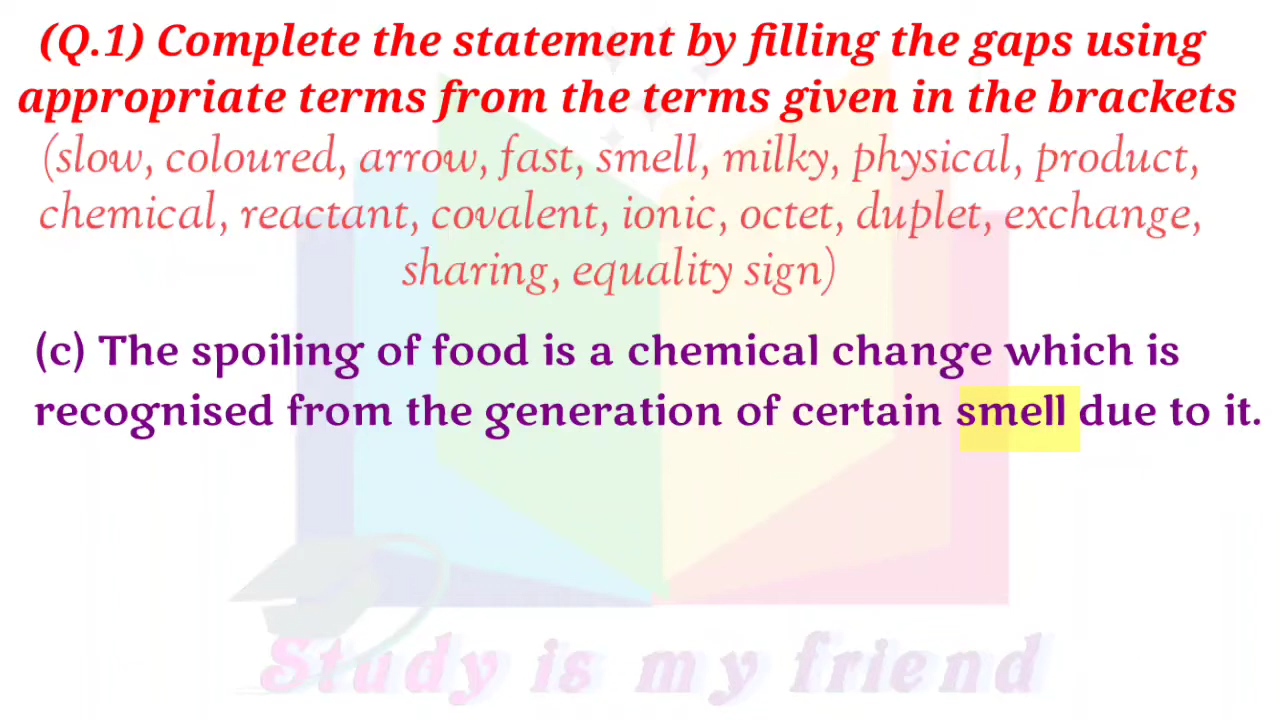 (Q.1) Complete the statement by filling the gaps using
appropriate terms from the terms given in the brackets
(slow, coloured, arrow, fast, smell, milky, physical, product,
chemical, reactant, covalent, ionic, octet, duplet, exchange,
sharing, equality sign)
(c) The spoiling of food is a chemical change which is
recognised from the generation of certain smell due to it.
Study is my friend